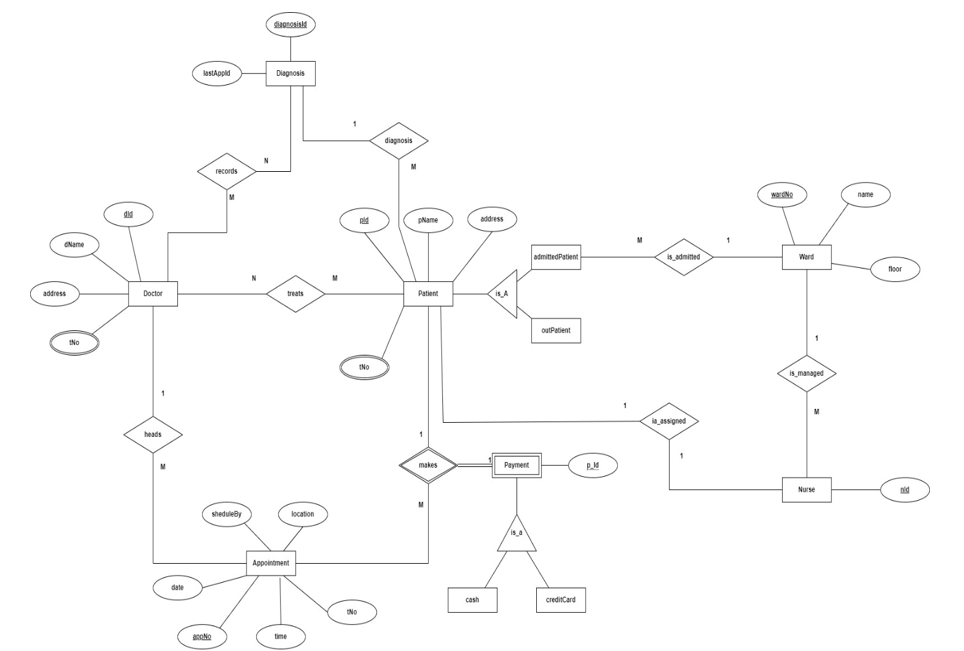 diagnosisId
lastAppId
Diagnosis
1
diagnosis
N
M
records
M
dId
pId
pName
address
wardNo
name
dName
admittedPatient
M
is_admitted
1
Ward
floor
address
Doctor
N
treats
M
Patient
is_A
outPatient
tNo
tNo
1
is_managed
M
1
heads
M
1
ia_assigned
1
1
makes
1
Payment
p_Id
M
Nurse
nId
sheduleBy
location
is_a
Appointment
date
cash
creditCard
tNo
appNo
time